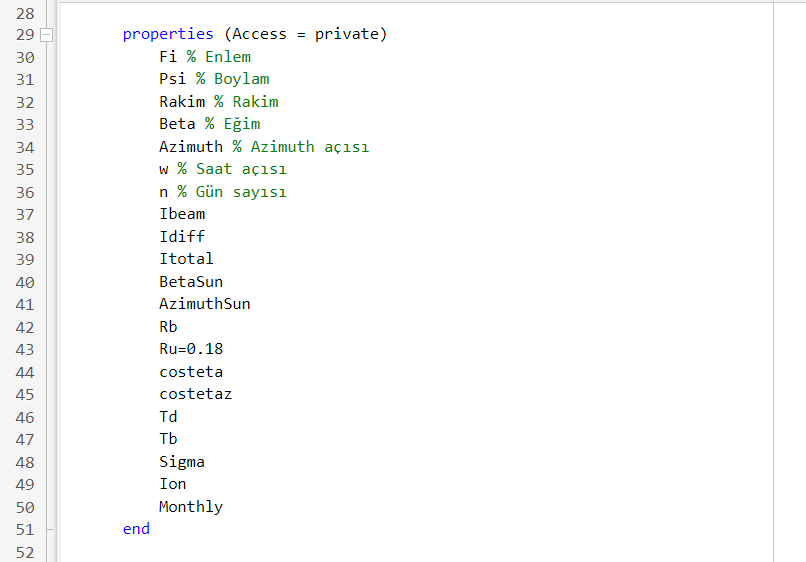 28
29 properties (Access = private)
30 Fi % Enlem
31 Psi % Boylam
32 Rakim % Rakim
33 Beta % Eğim
34 Azimuth % Azimuth açısı
35 w % Saat açısı
36 n % Gün sayısı
37 Ibeam
38 Idiff
39 Itotal
40 BetaSun
41 AzimuthSun
42 Rb
43 Ru=0.18
44 costeta
45 costetaz
46 Td
47 Tb
48 Sigma
49 Ion
50 Monthly
51 end
52